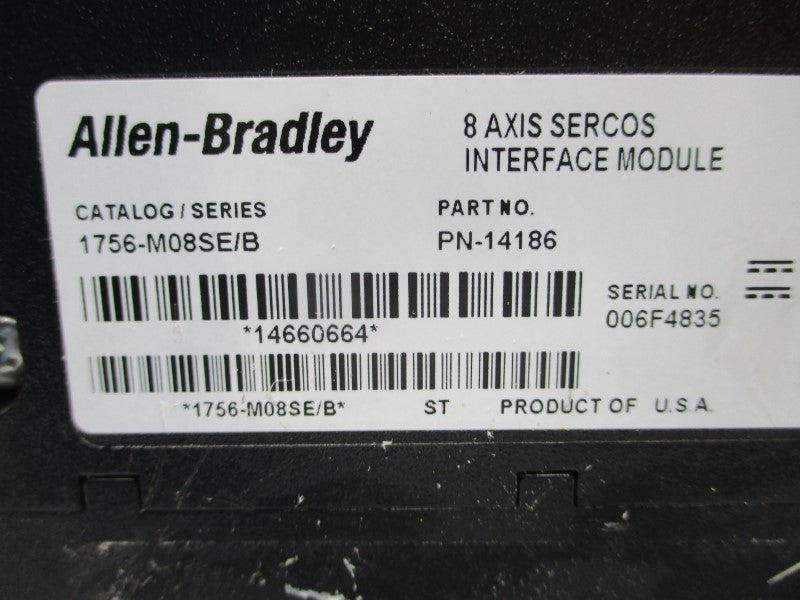 Allen-Bradley
8 AXIS SERCOS
INTERFACE MODULE
CATALOG / SERIES
1756-M08SE/B
PART NO.
PN-14186
SERIAL NO.
006F4835
*14660664*
*1756-M08SE/B*
ST
PRODUCT OF U.S.A.